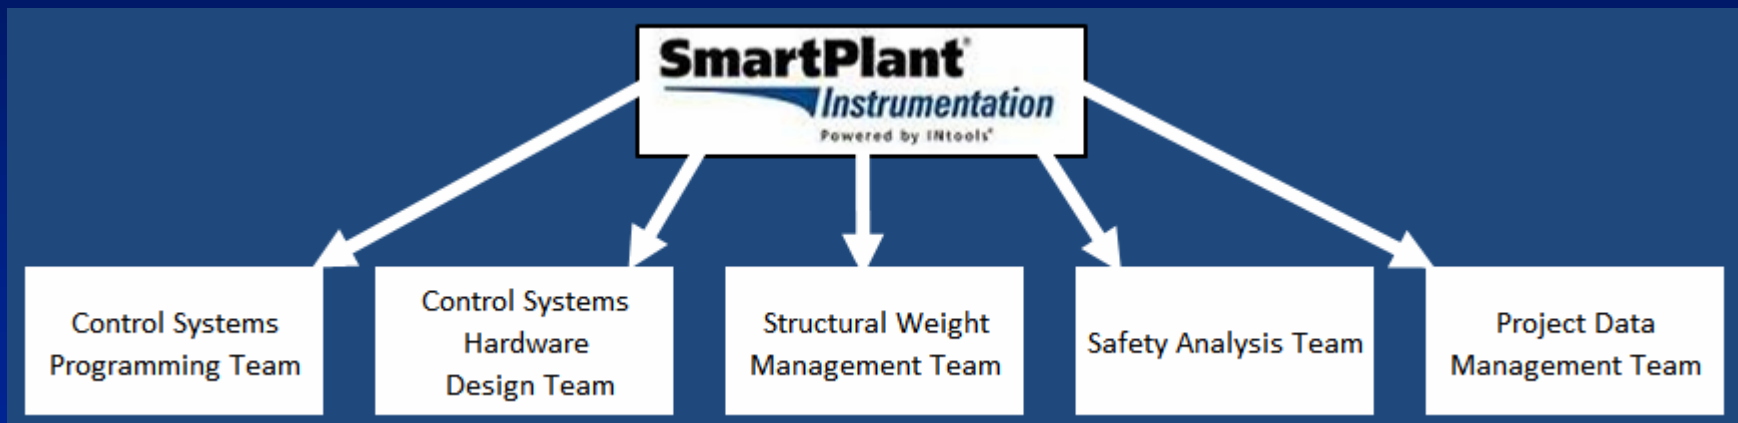 SmartPlant®
Instrumentation
Powered by INtools®
Control Systems
Programming Team
Control Systems
Hardware
Design Team
Structural Weight
Management Team
Safety Analysis Team
Project Data
Management Team